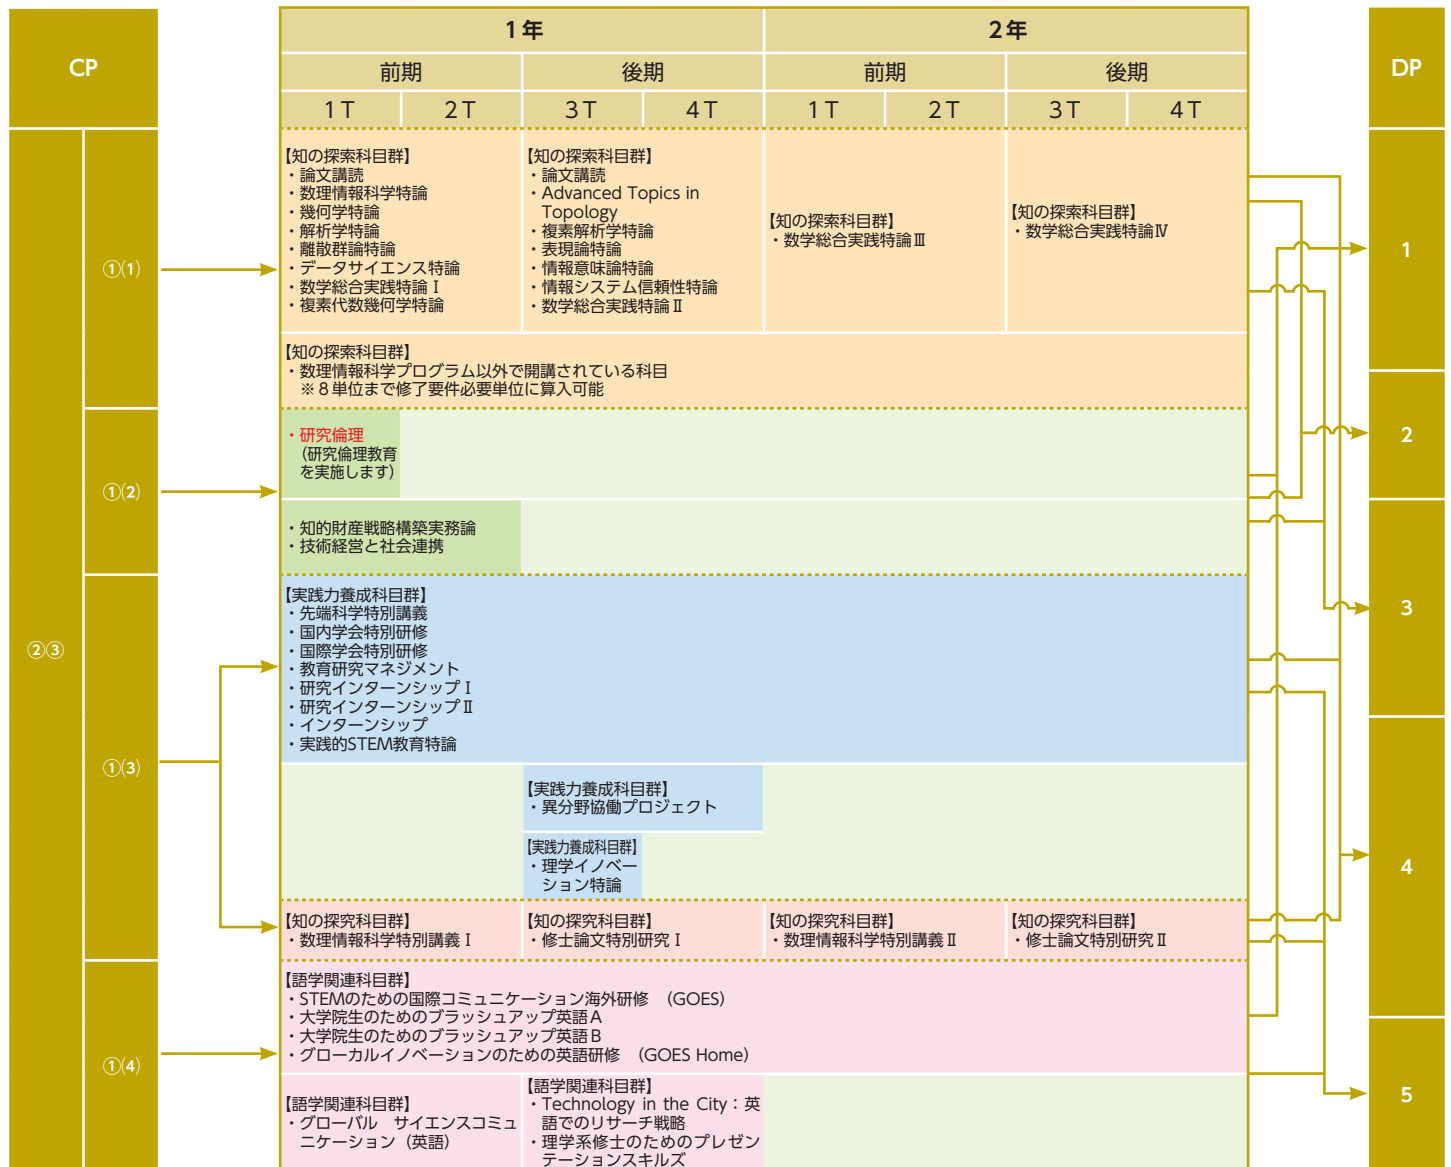 CP
1年
2年
DP
前期
後期
前期
後期
1T
2T
3T
4T
1T
2T
3T
4T
②③
①(1)
【知の探索科目群】
・論文講読
・数理情報科学特論
・幾何学特論
・解析学特論
・離散群論特論
・データサイエンス特論
・数学総合実践特論Ⅰ
・複素代数幾何学特論
【知の探索科目群】
・論文講読
・Advanced Topics in
Topology
・複素解析学特論
・表現論特論
・情報意味論特論
・情報システム信頼性特論
・数学総合実践特論Ⅱ
【知の探索科目群】
・数学総合実践特論Ⅲ
【知の探索科目群】
・数学総合実践特論Ⅳ
【知の探索科目群】
・数理情報科学プログラム以外で開講されている科目
※８単位まで修了要件必要単位に算入可能
①(2)
・研究倫理
（研究倫理教育
を実施します）
・知的財産戦略構築実務論
・技術経営と社会連携
①(3)
【実践力養成科目群】
・先端科学特別講義
・国内学会特別研修
・国際学会特別研修
・教育研究マネジメント
・研究インターンシップⅠ
・研究インターンシップⅡ
・インターンシップ
・実践的STEM教育特論
【実践力養成科目群】
・異分野協働プロジェクト
【実践力養成科目群】
・理学イノベー
ション特論
【知の探究科目群】
・数理情報科学特別講義Ⅰ
【知の探究科目群】
・修士論文特別研究Ⅰ
【知の探究科目群】
・数理情報科学特別講義Ⅱ
【知の探究科目群】
・修士論文特別研究Ⅱ
①(4)
【語学関連科目群】
・STEMのための国際コミュニケーション海外研修　（GOES）
・大学院生のためのブラッシュアップ英語A
・大学院生のためのブラッシュアップ英語B
・グローカルイノベーションのための英語研修　（GOES Home）
【語学関連科目群】
・グローバル　サイエンスコミュ
ニケーション（英語）
【語学関連科目群】
・Technology in the City：英
語でのリサーチ戦略
・理学系修士のためのプレゼン
テーションスキルズ
1
2
3
4
5